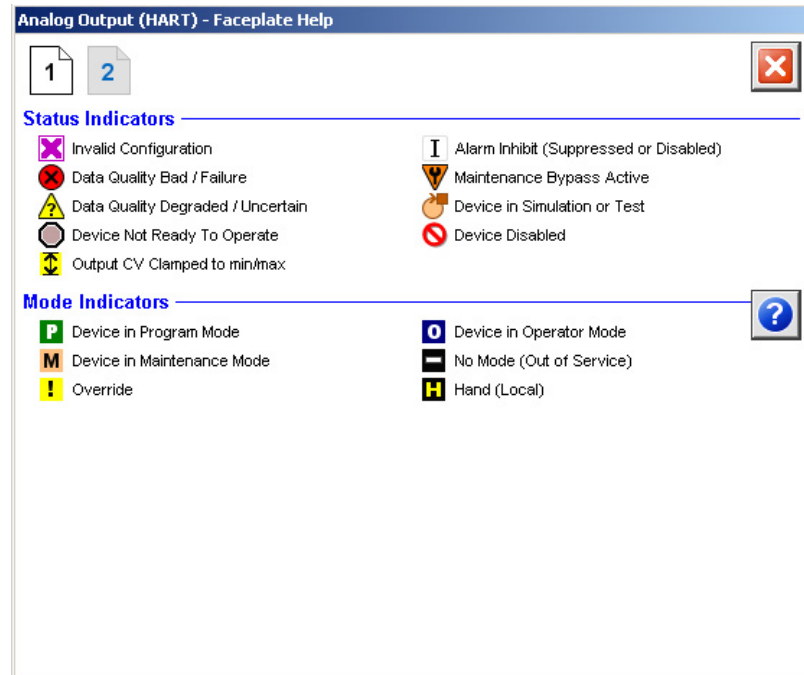 Analog Output (HART) - Faceplate Help
1 2
Status Indicators
Invalid Configuration
I Alarm Inhibit (Suppressed or Disabled)
Data Quality Bad / Failure
Maintenance Bypass Active
? Data Quality Degraded / Uncertain
Device in Simulation or Test
Device Not Ready To Operate
Device Disabled
Output CV Clamped to min/max
Mode Indicators
?
P Device in Program Mode
O Device in Operator Mode
M Device in Maintenance Mode
No Mode (Out of Service)
! Override
H Hand (Local)